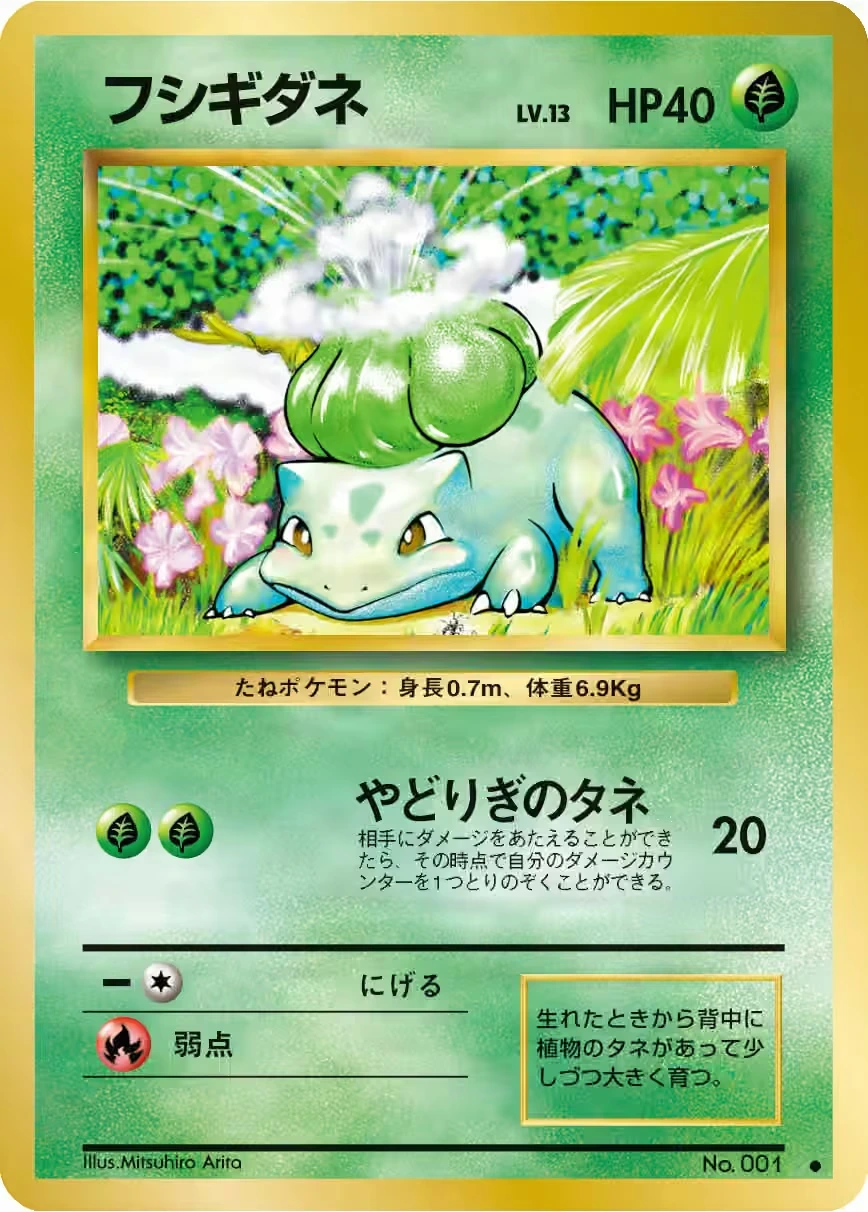 フシギダネ LV.13 HP40
たねポケモン：身長0.7m、体重6.9Kg
やどりぎのタネ 20
相手にダメージをあたえることができ
たら、その時点で自分のダメージカウ
ンターを1つとりのぞくことができる。
ー にげる
弱点
生れたときから背中に
植物のタネがあって少
しづつ大きく育つ。
Illus.Mitsuhiro Arita No. 001 ●